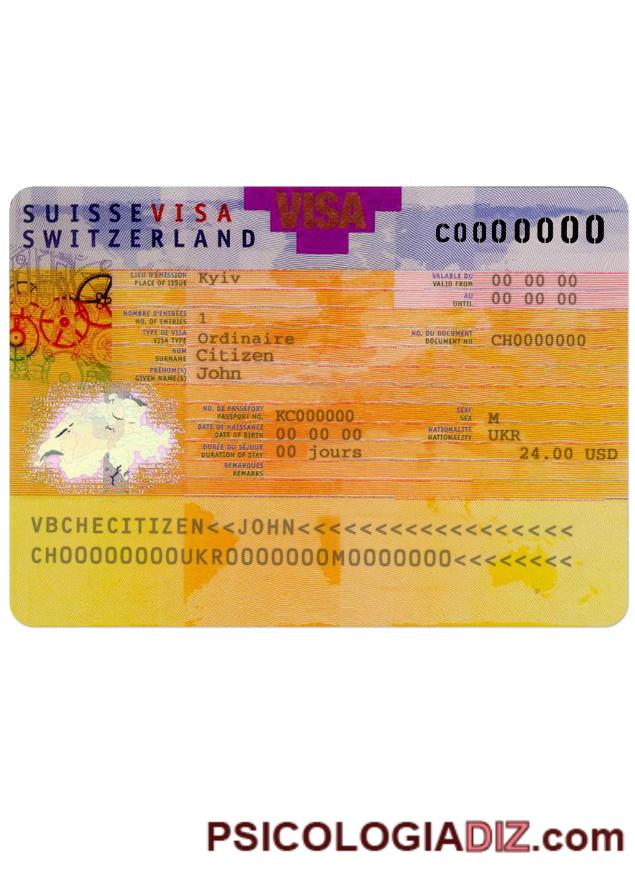 SUISSEVISA
SWITZERLAND
VISA
C0000000
LIEU D'ÉMISSION
PLACE OF ISSUE
Kyiv
VALABLE DU
VALID FROM
00 00 00
AU
UNTIL
00 00 00
NOMBRE D'ENTRÉES
NO. OF ENTRIES
1
TYPE DE VISA
VISA TYPE
Ordinaire
NO. DU DOCUMENT
DOCUMENT NO
CH0000000
NOM
SURNAME
Citizen
PRÉNOM(S)
GIVEN NAME(S)
John
NO. DE PASSEPORT
PASSPORT NO.
KC000000
SEXE
SEX
M
DATE DE NAISSANCE
DATE OF BIRTH
00 00 00
NATIONALITÉ
NATIONALITY
UKR
DURÉE DU SÉJOUR
DURATION OF STAY
00 jours
24.00 USD
REMARQUES
REMARKS
VBCHECITIZEN<<JOHN<<<<<<<<<<<<<<<<<<
CH00000000UKR0000000M0000000<<<<<<<<
PSICOLOGIADIZ.com